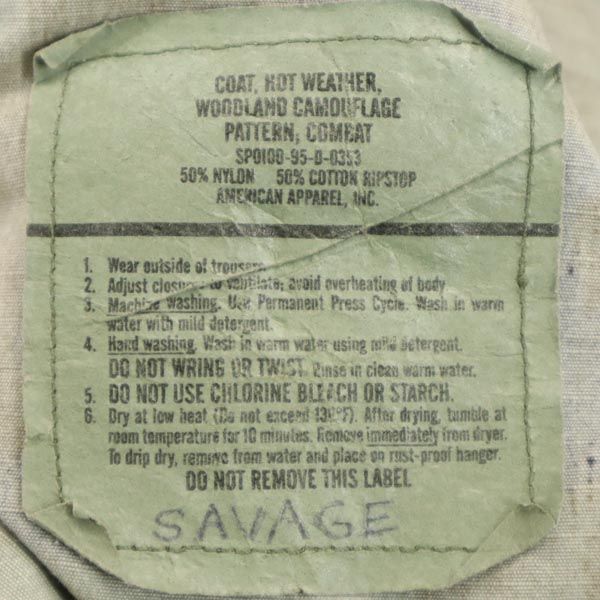 COAT, HOT WEATHER,
WOODLAND CAMOUFLAGE
PATTERN, COMBAT
SPO100-95-D-0353
50% NYLON 50% COTTON RIPSTOP
AMERICAN APPAREL, INC.
1. Wear outside of trousers.
2. Adjust closures to ventilate; avoid overheating of body
3. Machine washing. Use Permanent Press Cycle. Wash in warm
water with mild detergent.
4. Hand washing. Wash in warm water using mild detergent.
DO NOT WRING OR TWIST. Rinse in clean warm water.
5. DO NOT USE CHLORINE BLEACH OR STARCH.
6. Dry at low heat (Do not exceed 130°F). After drying, tumble at
room temperature for 10 minutes. Remove immediately from dryer.
To drip dry, remove from water and place on rust-proof hanger.
DO NOT REMOVE THIS LABEL
SAVAGE